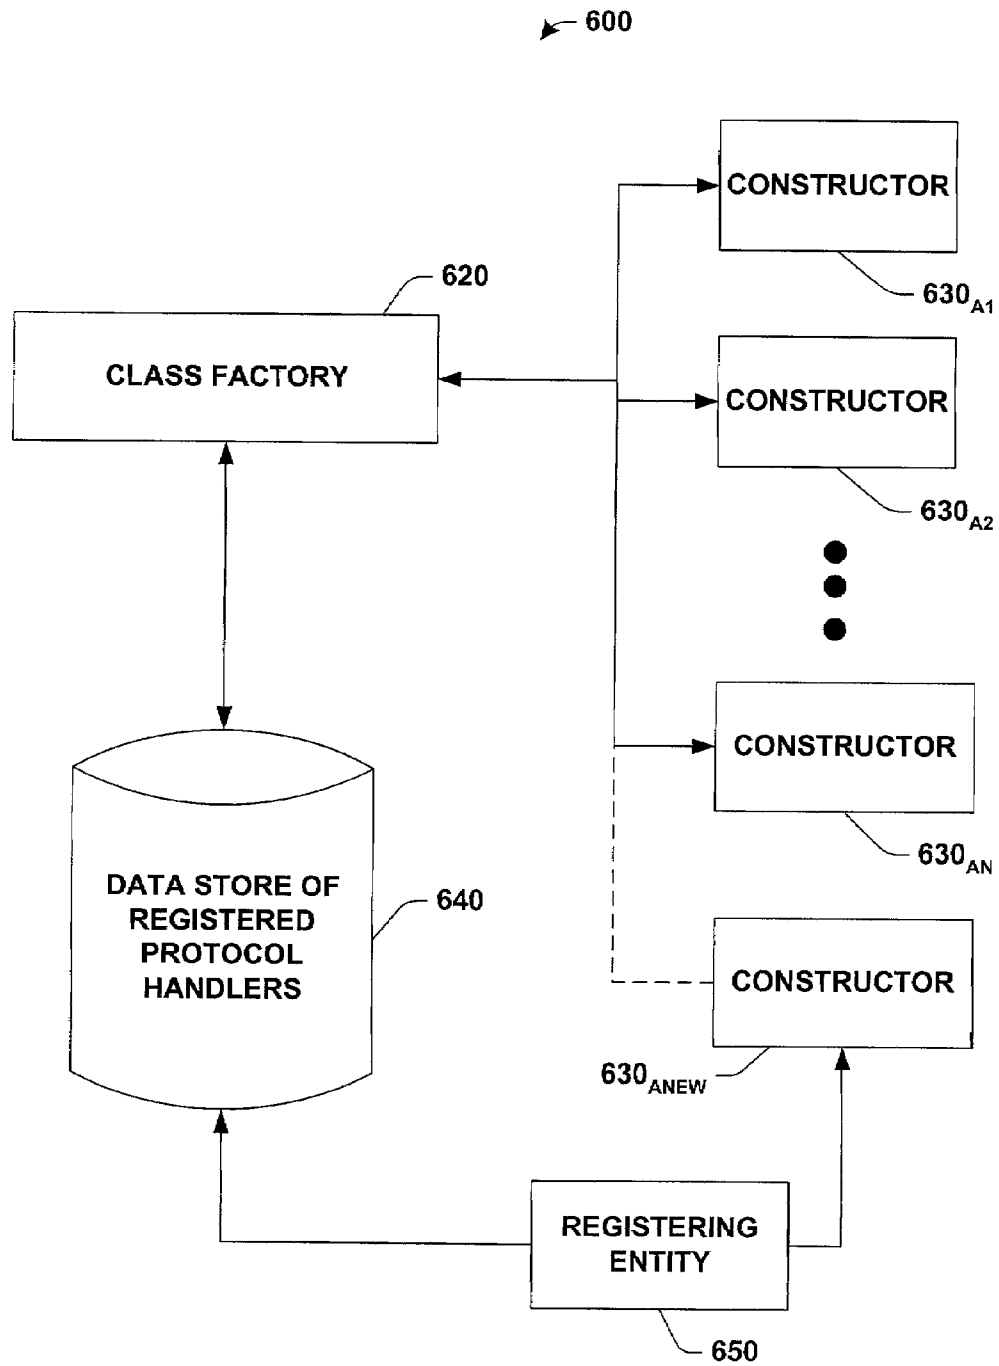 600
CONSTRUCTOR
630A1
620
CLASS FACTORY
CONSTRUCTOR
630A2
CONSTRUCTOR
630AN
DATA STORE OF
REGISTERED
PROTOCOL
HANDLERS
640
CONSTRUCTOR
630ANEW
REGISTERING
ENTITY
650